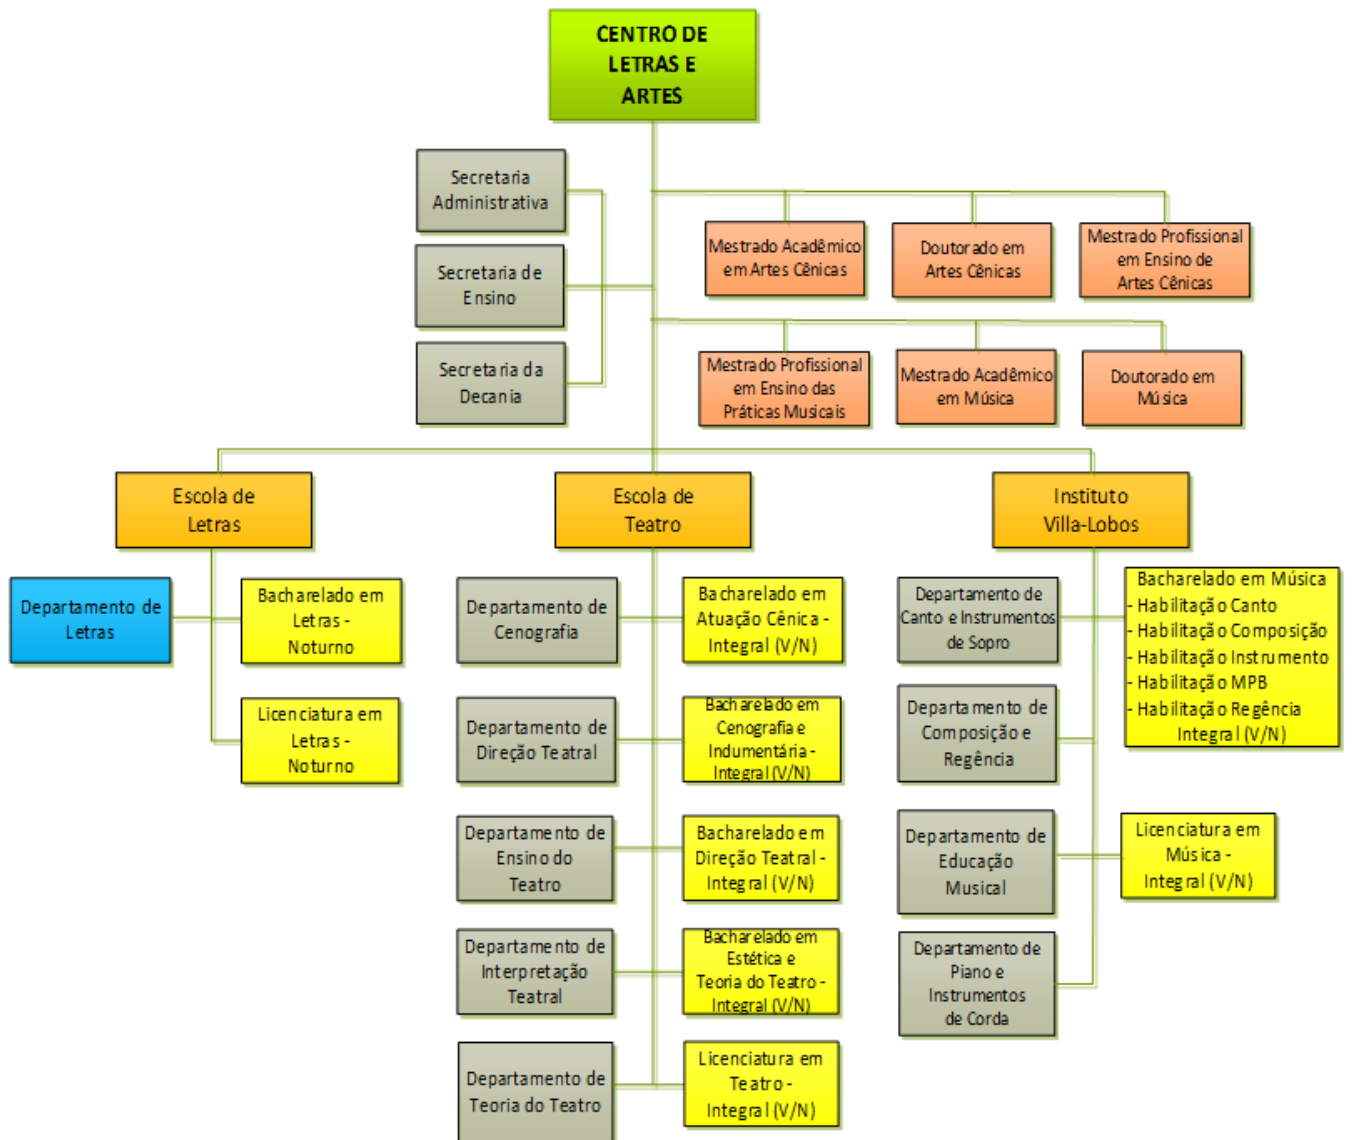 CENTRO DE
LETRAS E
ARTES
Secretaria
Administrativa
Secretaria de
Ensino
Secretaria da
Decania
Mestrado Acadêmico
em Artes Cênicas
Doutorado em
Artes Cênicas
Mestrado Profissional
em Ensino de
Artes Cênicas
Mestrado Profissional
em Ensino das
Práticas Musicais
Mestrado Acadêmico
em Música
Doutorado em
Música
Escola de
Letras
Departamento de
Letras
Bacharelado em
Letras -
Noturno
Licenciatura em
Letras -
Noturno
Escola de
Teatro
Departamento de
Cenografia
Departamento de
Direção Teatral
Departamento de
Ensino do
Teatro
Departamento de
Interpretação
Teatral
Departamento de
Teoria do Teatro
Bacharelado em
Atuação Cênica -
Integral (V/N)
Bacharelado em
Cenografia e
Indumentária -
Integral (V/N)
Bacharelado em
Direção Teatral -
Integral (V/N)
Bacharelado em
Estética e
Teoria do Teatro -
Integral (V/N)
Licenciatura em
Teatro -
Integral (V/N)
Instituto
Villa-Lobos
Departamento de
Canto e Instrumentos
de Sopro
Departamento de
Composição e
Regência
Departamento de
Educação
Musical
Departamento de
Piano e
Instrumentos
de Corda
Bacharelado em Música
- Habilitação Canto
- Habilitação Composição
- Habilitação Instrumento
- Habilitação MPB
- Habilitação Regência
Integral (V/N)
Licenciatura em
Música -
Integral (V/N)